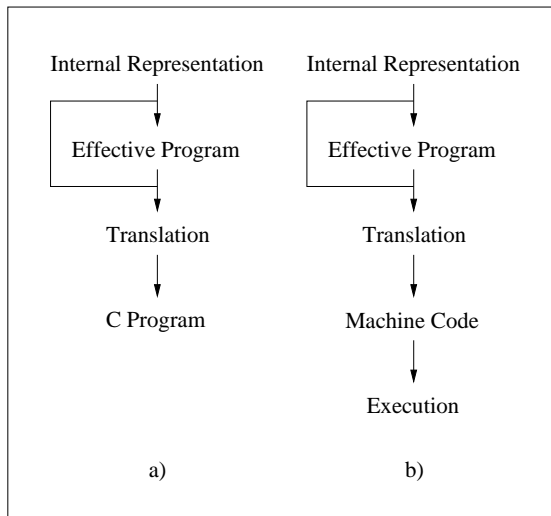 Internal Representation
Effective Program
Translation
C Program
a)
Internal Representation
Effective Program
Translation
Machine Code
Execution
b)